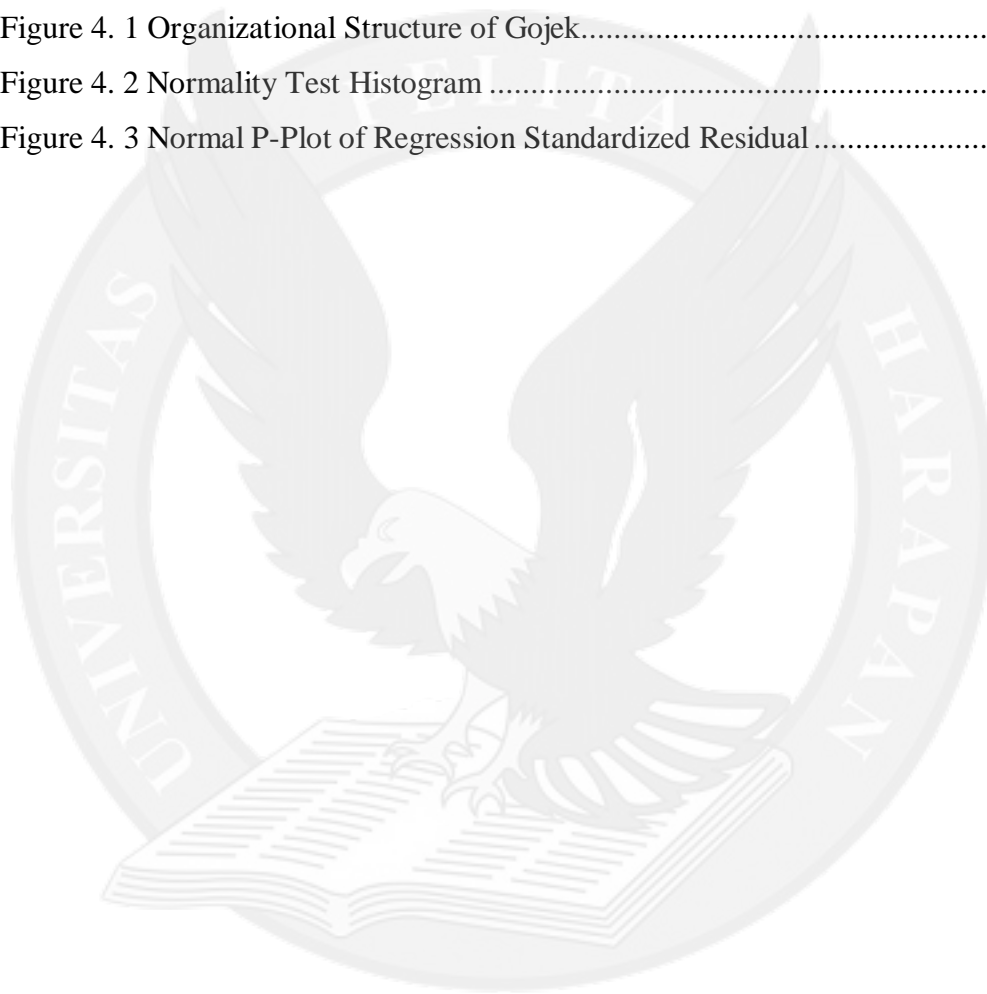 Figure 4. 1 Organizational Structure of Gojek.................................................
Figure 4. 2 Normality Test Histogram ............................................................
Figure 4. 3 Normal P-Plot of Regression Standardized Residual.....................
UNIVERSITAS PELITA HARAPAN